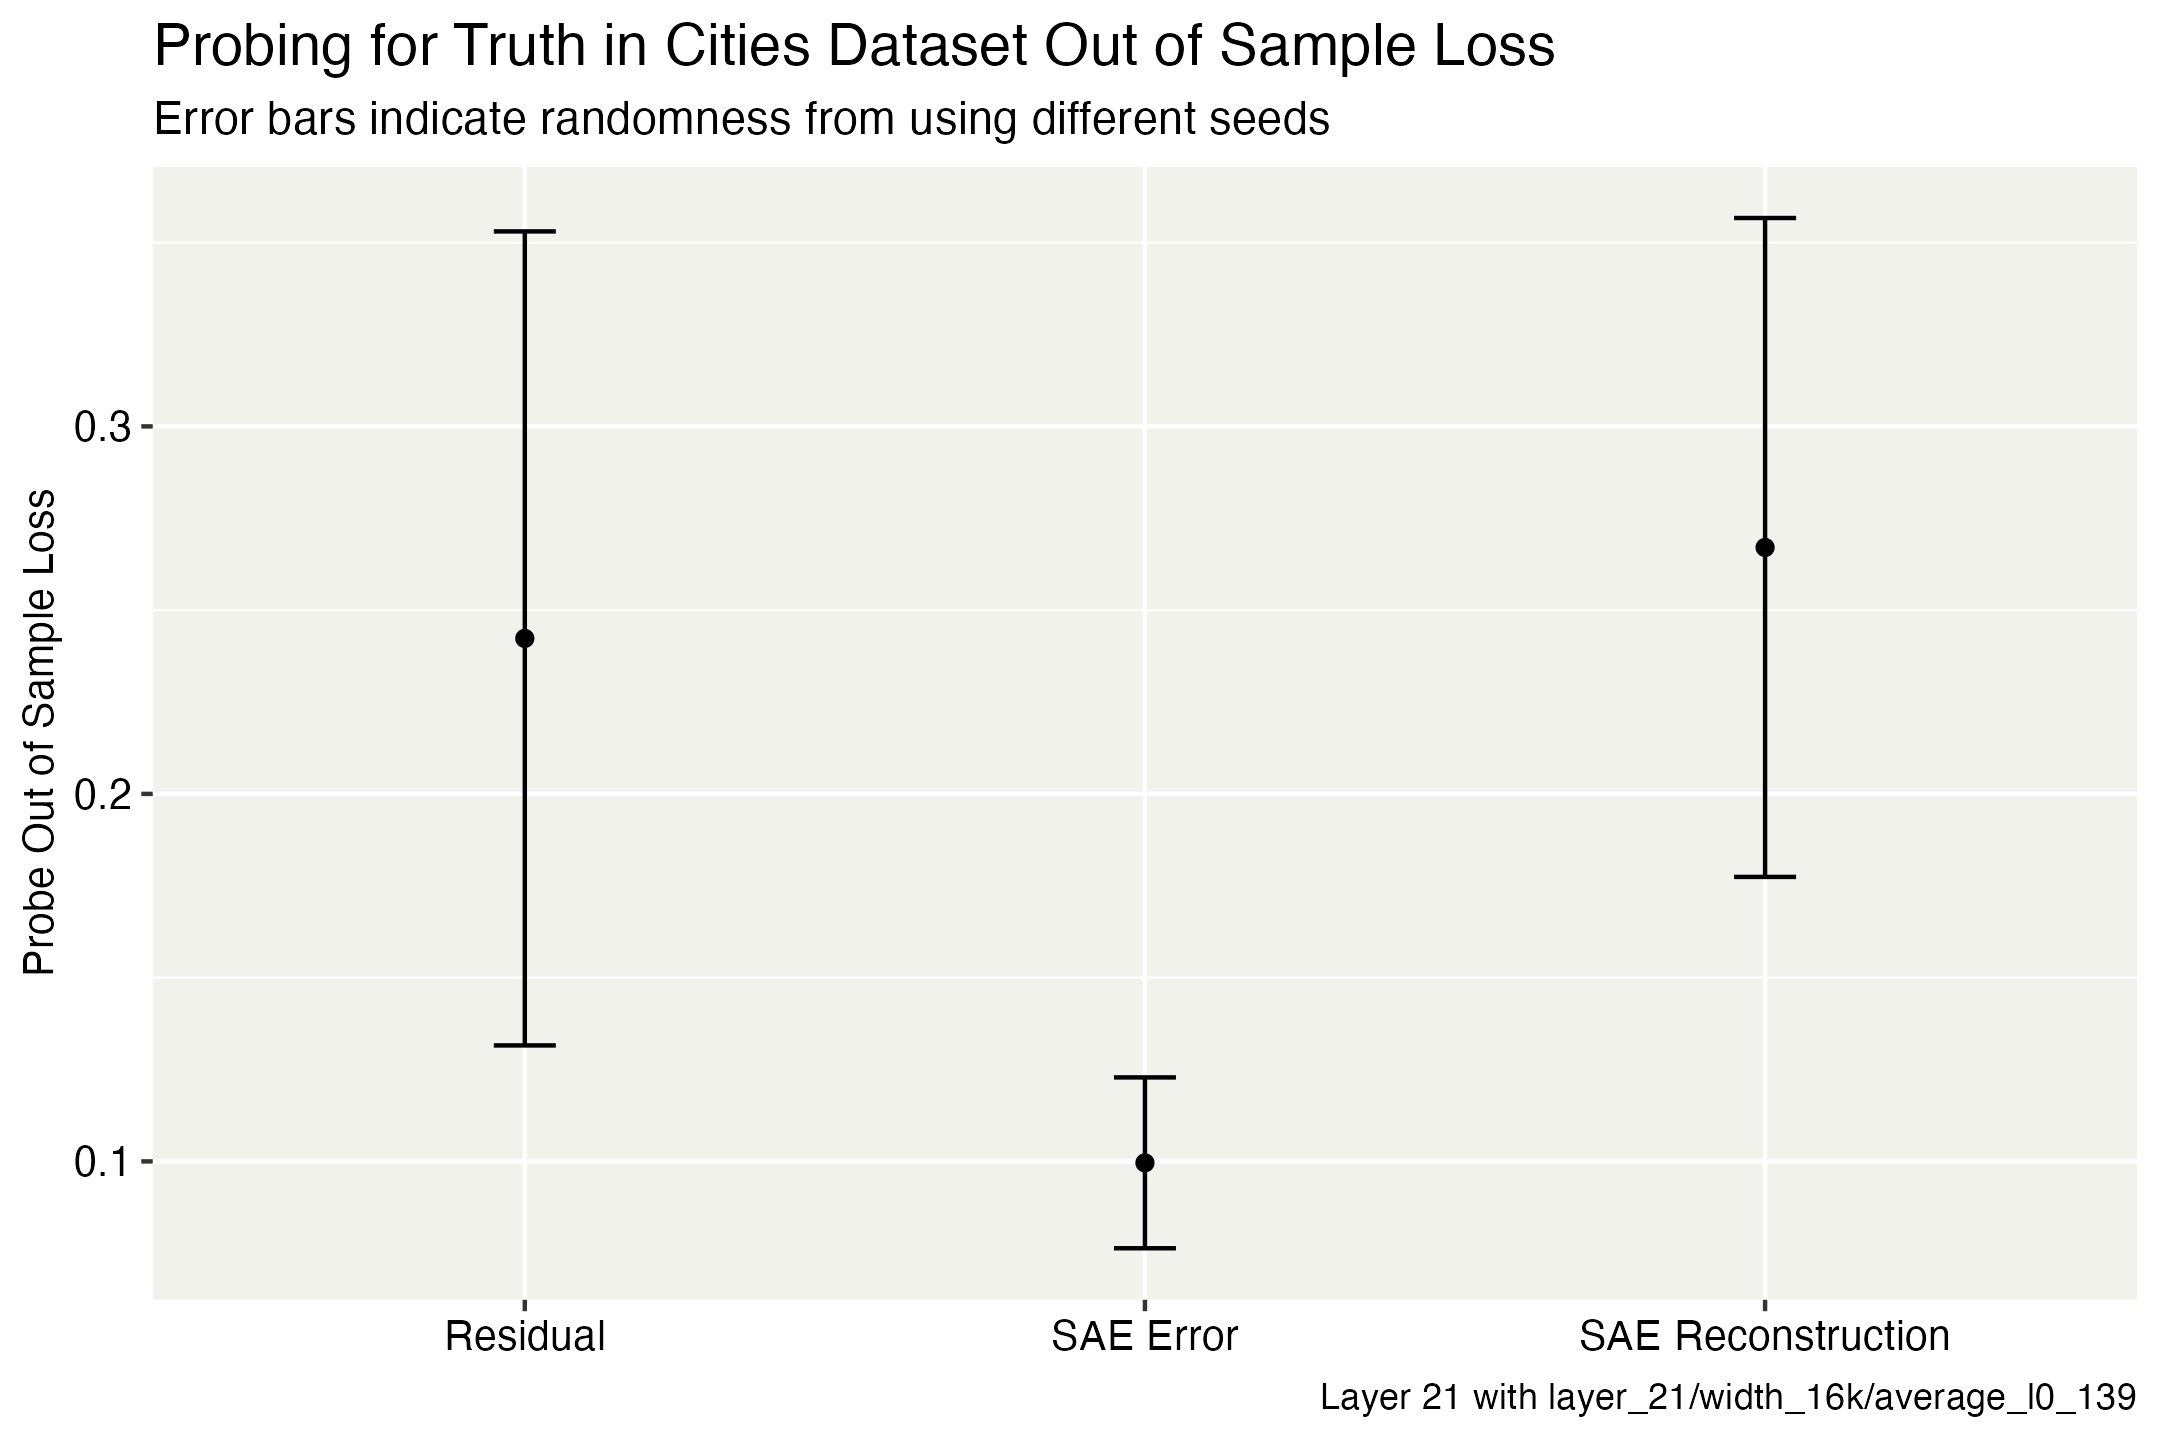 Probing for Truth in Cities Dataset Out of Sample Loss
Error bars indicate randomness from using different seeds
Probe Out of Sample Loss
0.3
0.2
0.1
Residual
SAE Error
SAE Reconstruction
Layer 21 with layer_21/width_16k/average_l0_139